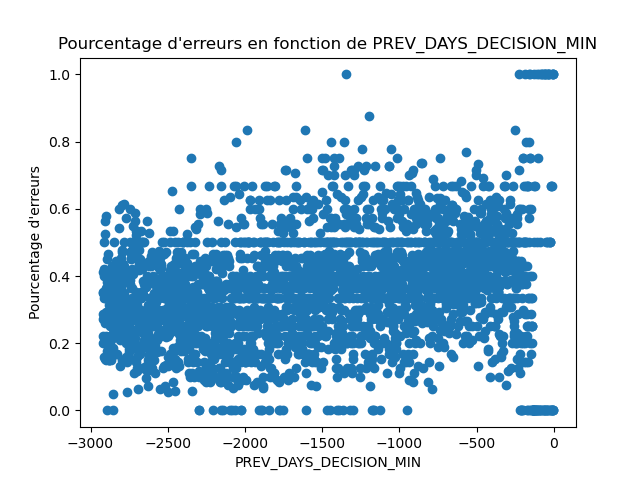 Pourcentage d'erreurs en fonction de PREV_DAYS_DECISION_MIN
1.0
0.8
0.6
0.4
0.2
0.0
Pourcentage d'erreurs
−3000 −2500 −2000 −1500 −1000 −500 0
PREV_DAYS_DECISION_MIN